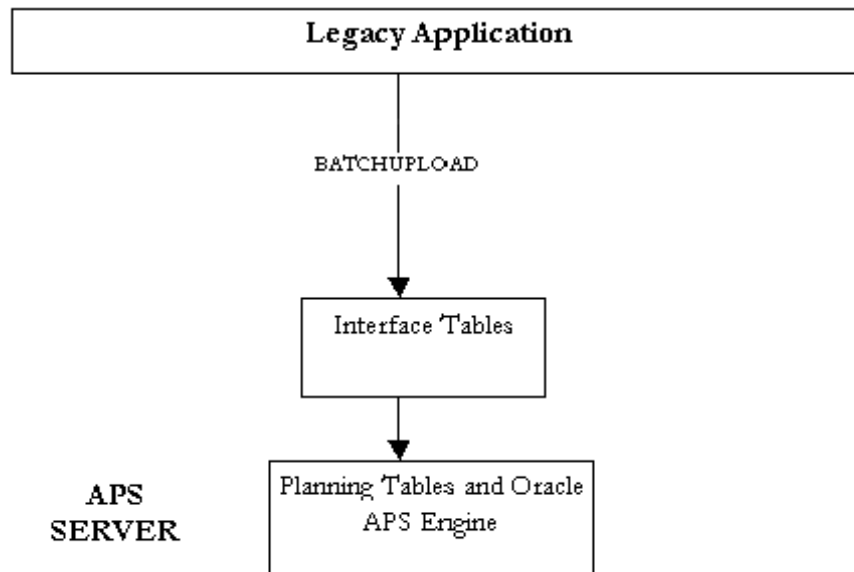 Legacy Application
BATCHUPLOAD
Interface Tables
Planning Tables and Oracle
APS Engine
APS
SERVER